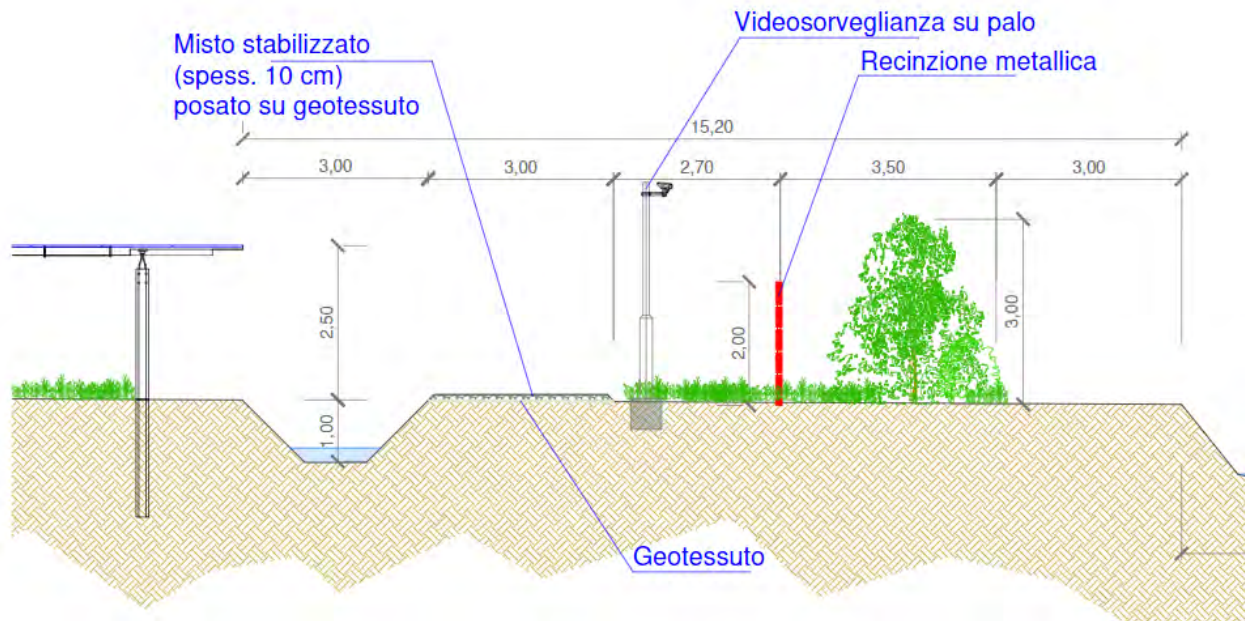 Videosorveglianza su palo
Misto stabilizzato
(spess. 10 cm)
posato su geotessuto
Recinzione metallica
15,20
3,00
3,00
2,70
3,50
3,00
2,50
2,00
3,00
1,00
Geotessuto